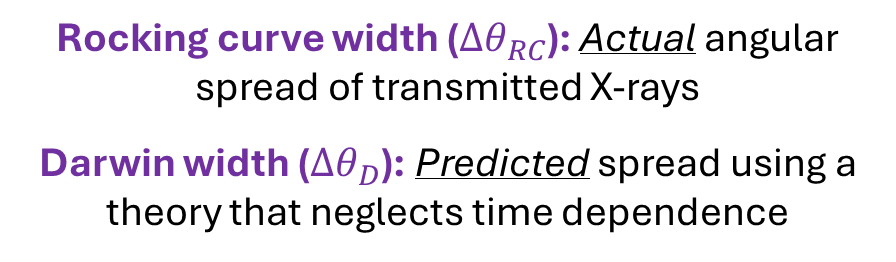 Rocking curve width (Δθ_RC): Actual angular
spread of transmitted X-rays
Darwin width (Δθ_D): Predicted spread using a
theory that neglects time dependence